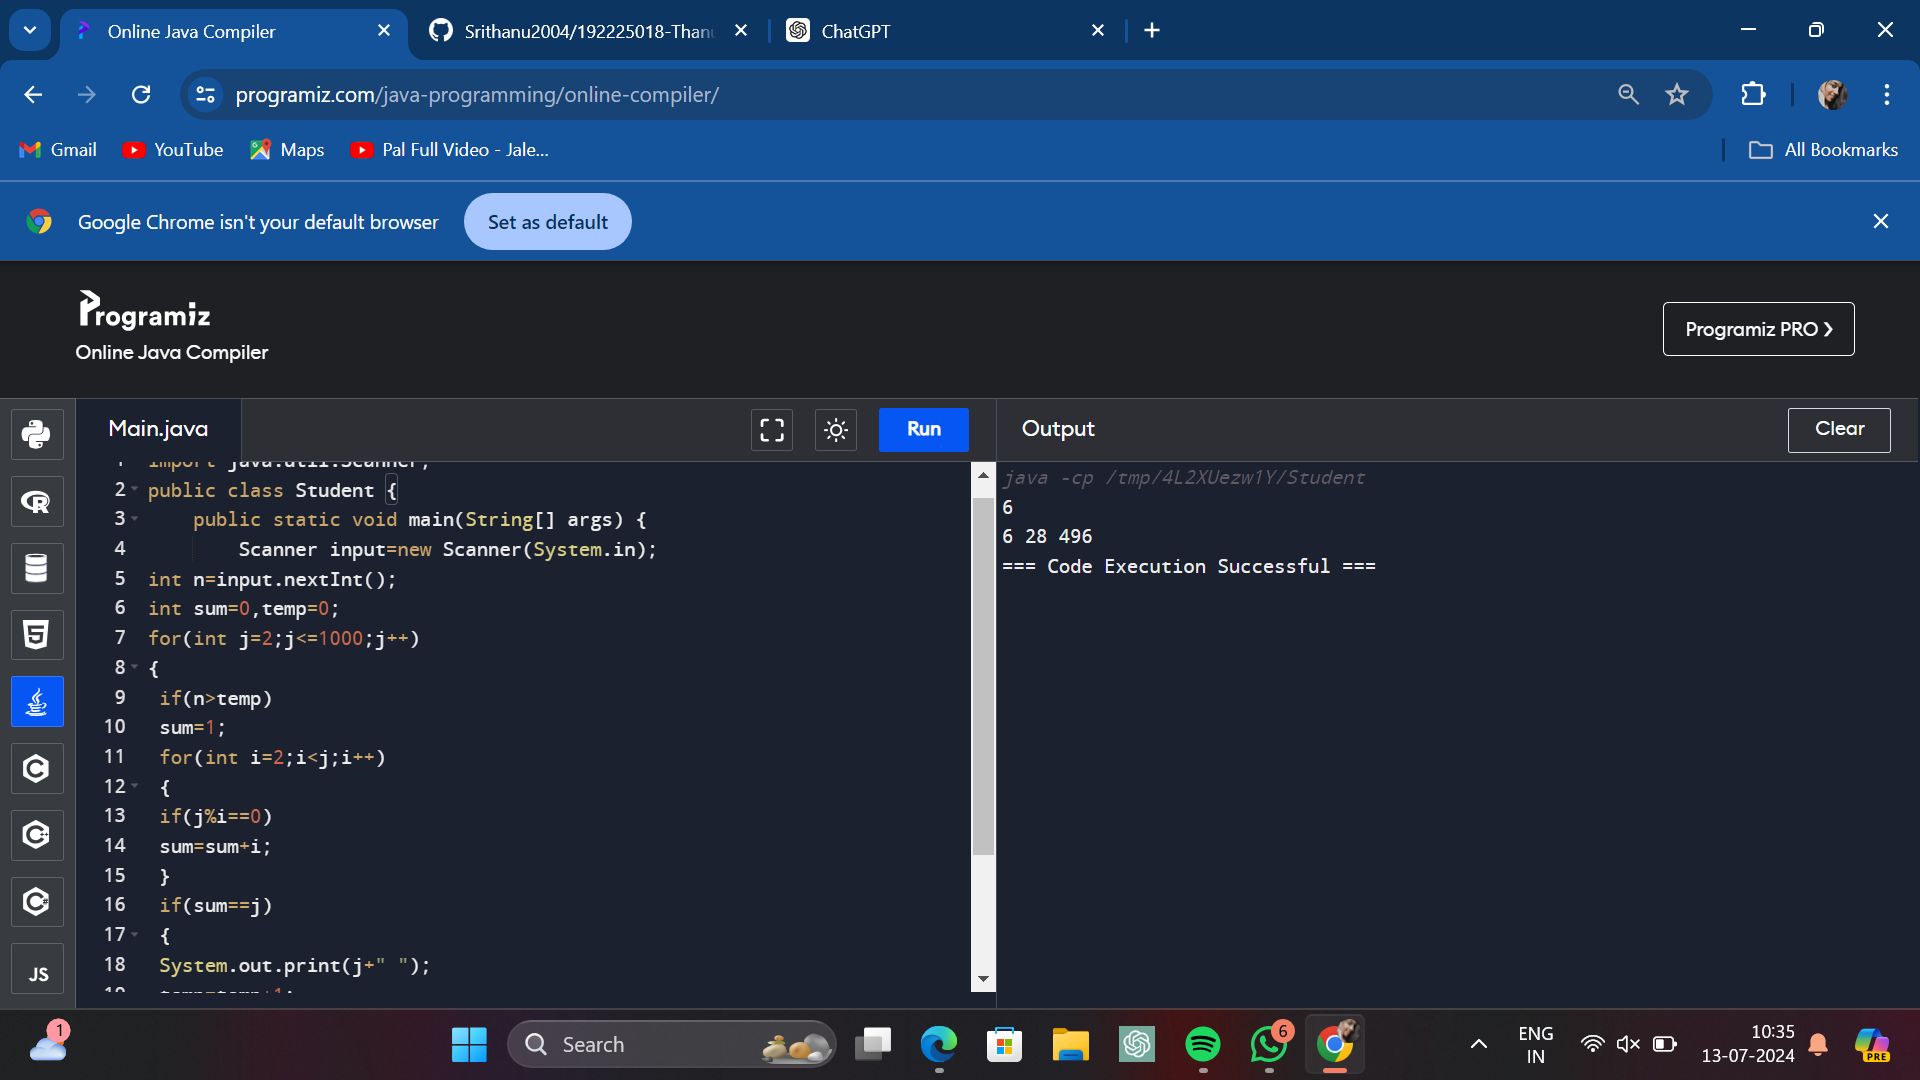 Online Java Compiler
Srithanu2004/192225018-Than
ChatGPT
programiz.com/java-programming/online-compiler/
Gmail
YouTube
Maps
Pal Full Video - Jale...
All Bookmarks
Google Chrome isn't your default browser
Set as default
Programiz
Online Java Compiler
Programiz PRO ❯
Main.java
Run
Output
Clear
import java.util.Scanner;
2 public class Student {
3 public static void main(String[] args) {
4 Scanner input=new Scanner(System.in);
5 int n=input.nextInt();
6 int sum=0,temp=0;
7 for(int j=2;j<=1000;j++)
8 {
9 if(n>temp)
10 sum=1;
11 for(int i=2;i<j;i++)
12 {
13 if(j%i==0)
14 sum=sum+i;
15 }
16 if(sum==j)
17 {
18 System.out.print(j+" ");
java -cp /tmp/4L2XUezw1Y/Student
6
6 28 496
=== Code Execution Successful ===
JS
1
Search
6
ENG
IN
10:35
13-07-2024
PRE